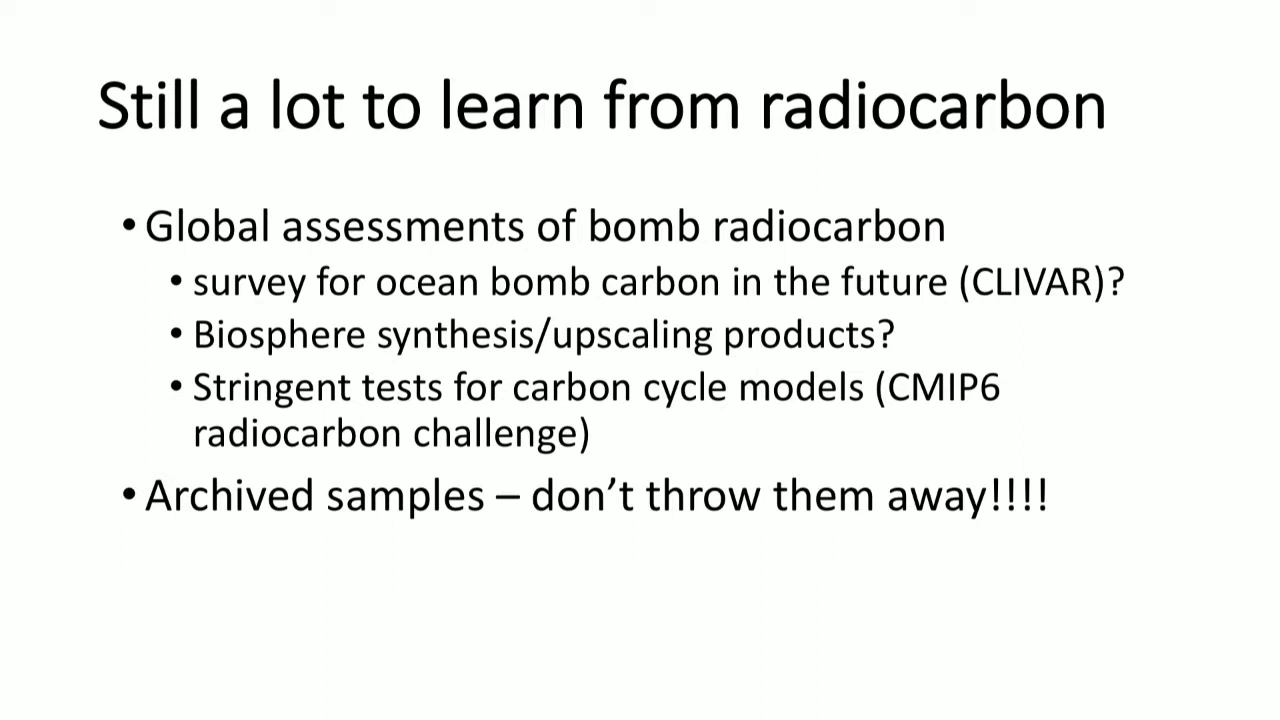 Still a lot to learn from radiocarbon
• Global assessments of bomb radiocarbon
• survey for ocean bomb carbon in the future (CLIVAR)?
• Biosphere synthesis/upscaling products?
• Stringent tests for carbon cycle models (CMIP6
radiocarbon challenge)
• Archived samples – don’t throw them away!!!!